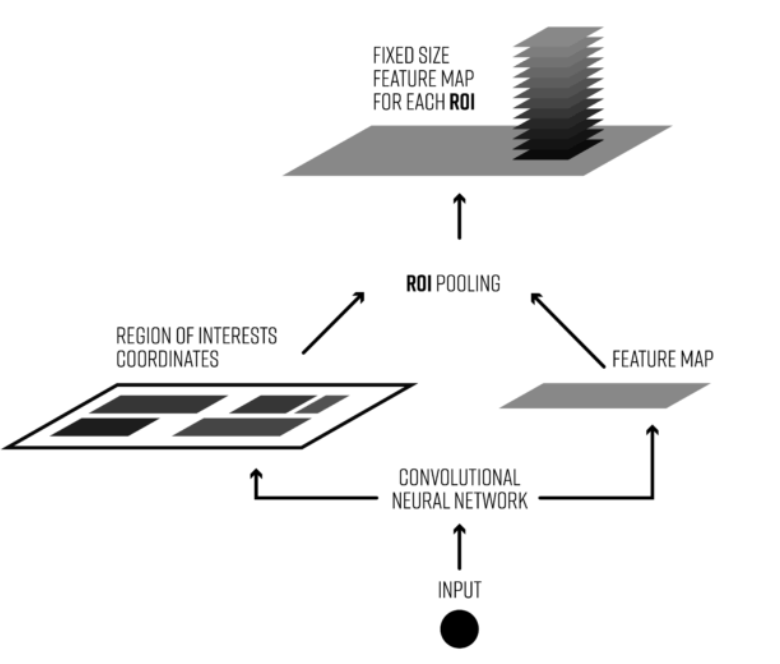 FIXED SIZE
FEATURE MAP
FOR EACH ROI
ROI POOLING
REGION OF INTERESTS
COORDINATES
FEATURE MAP
CONVOLUTIONAL
NEURAL NETWORK
INPUT